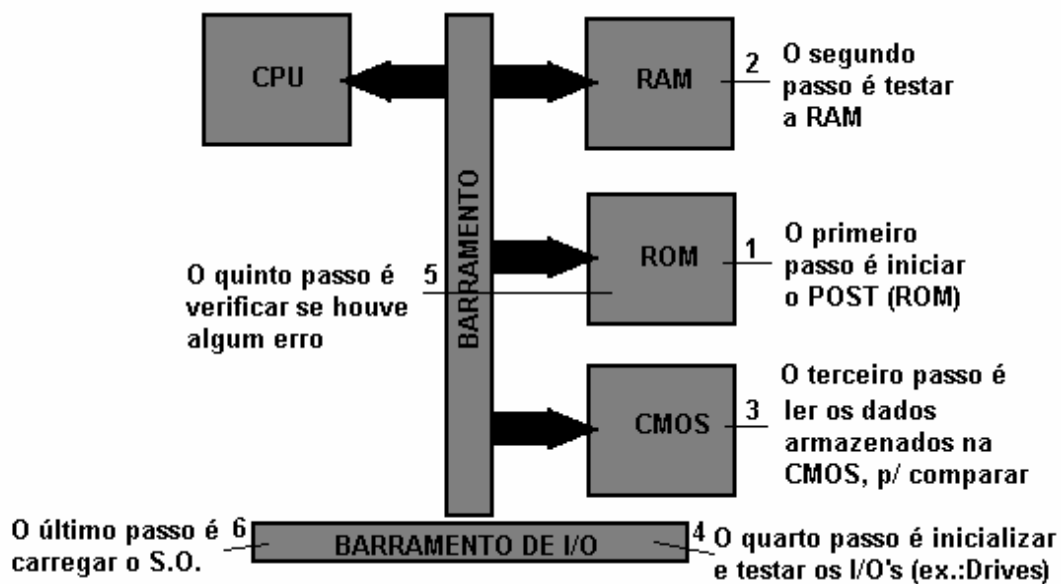 CPU
RAM
2
O segundo
passo é testar
a RAM
BARRAMENTO
ROM
1
O primeiro
passo é iniciar
o POST (ROM)
5
O quinto passo é
verificar se houve
algum erro
CMOS
3
O terceiro passo é
ler os dados
armazenados na
CMOS, p/ comparar
6
O último passo é
carregar o S.O.
BARRAMENTO DE I/O
4
O quarto passo é inicializar
e testar os I/O's (ex.:Drives)